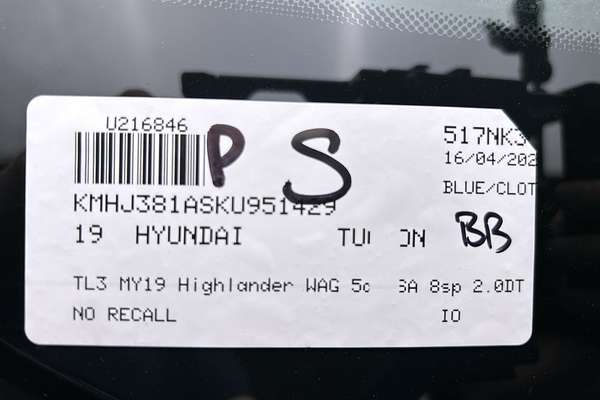 U216846
P S
517NK3
16/04/202
BLUE/CLOT
KMHJ381ASKU951429
19 HYUNDAI
BB
TL3 MY19 Highlander WAG 8sp 2.0DT
NO RECALL
IO